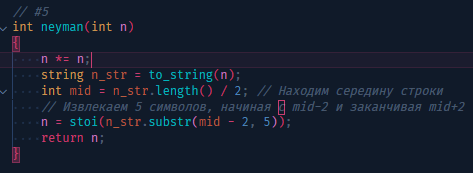 // #5
int neyman(int n)
{
    n *= n;
    string n_str = to_string(n);
    int mid = n_str.length() / 2; // Находим середину строки
    // Извлекаем 5 символов, начиная с mid-2 и заканчивая mid+2
    n = stoi(n_str.substr(mid - 2, 5));
    return n;
}